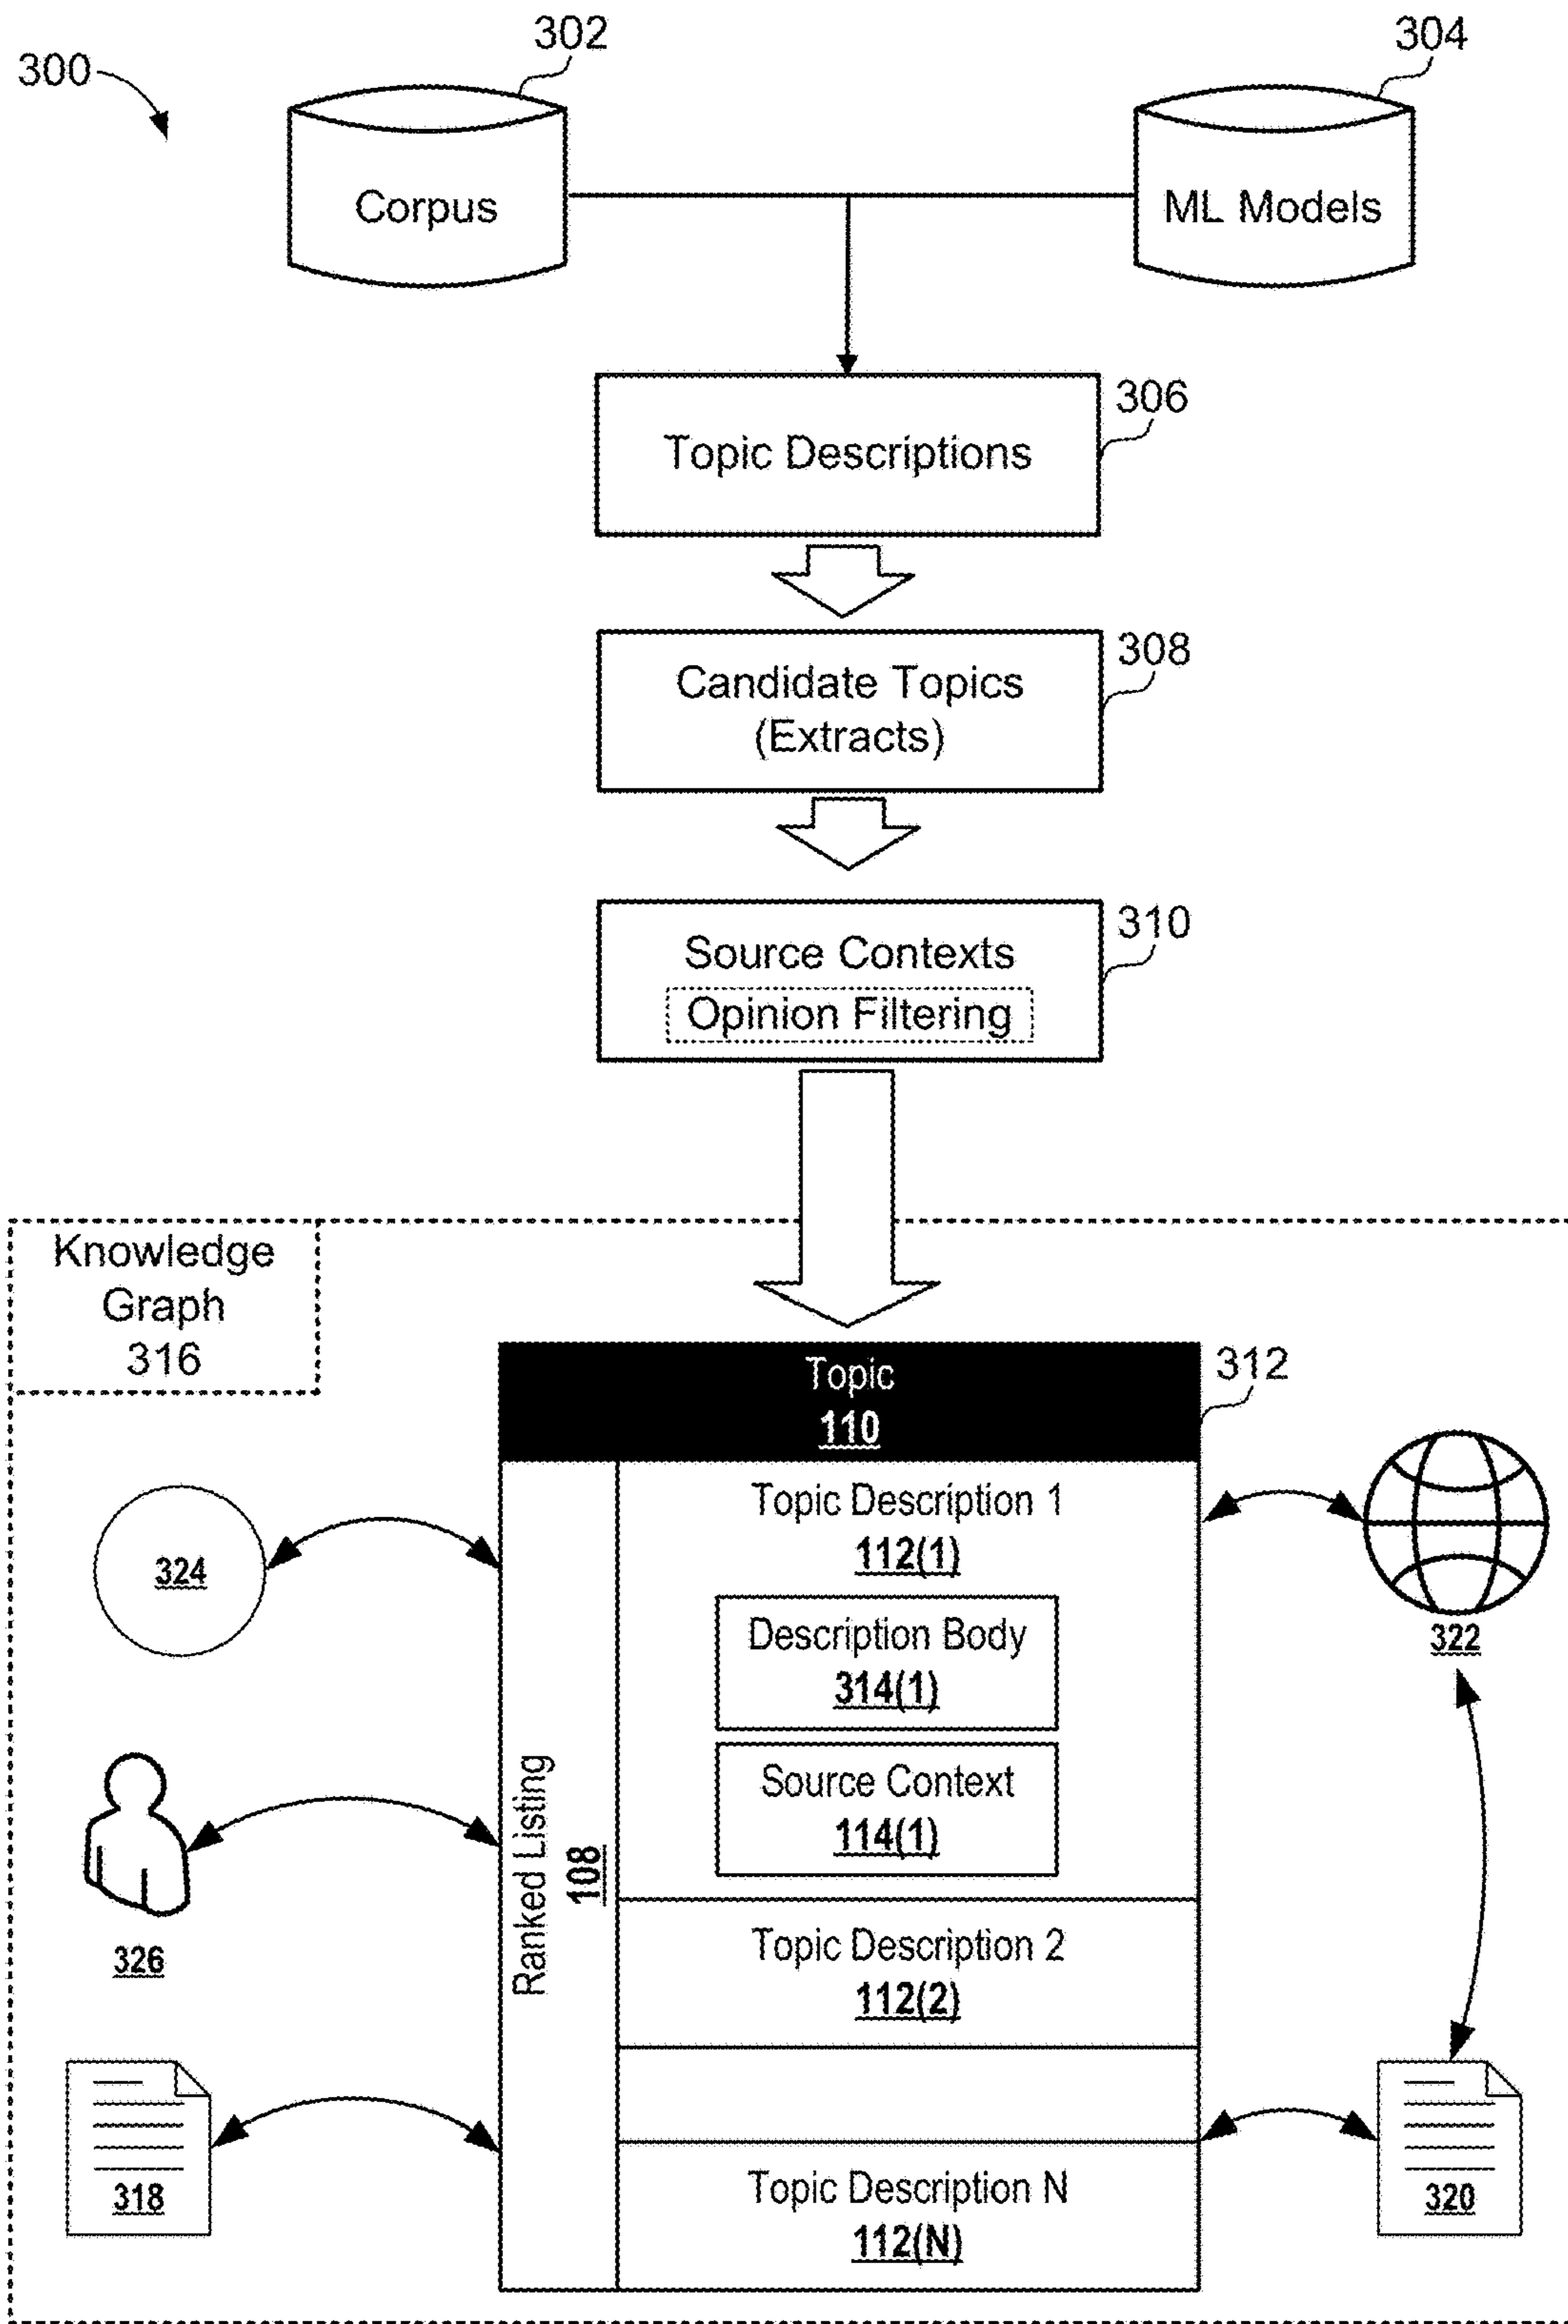 300
302
304
Corpus
ML Models
306
Topic Descriptions
308
Candidate Topics
(Extracts)
310
Source Contexts
Opinion Filtering
Knowledge
Graph
316
312
Topic
110
Ranked Listing
108
Topic Description 1
112(1)
Description Body
314(1)
Source Context
114(1)
Topic Description 2
112(2)
Topic Description N
112(N)
324
326
318
322
320